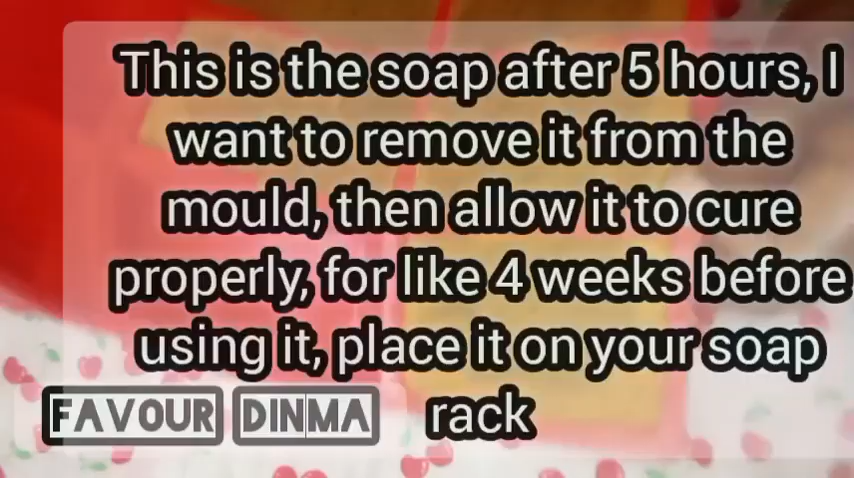 This is the soap after 5 hours, I
want to remove it from the
mould, then allow it to cure
properly, for like 4 weeks before
using it, place it on your soap
rack
FAVOUR DINMA